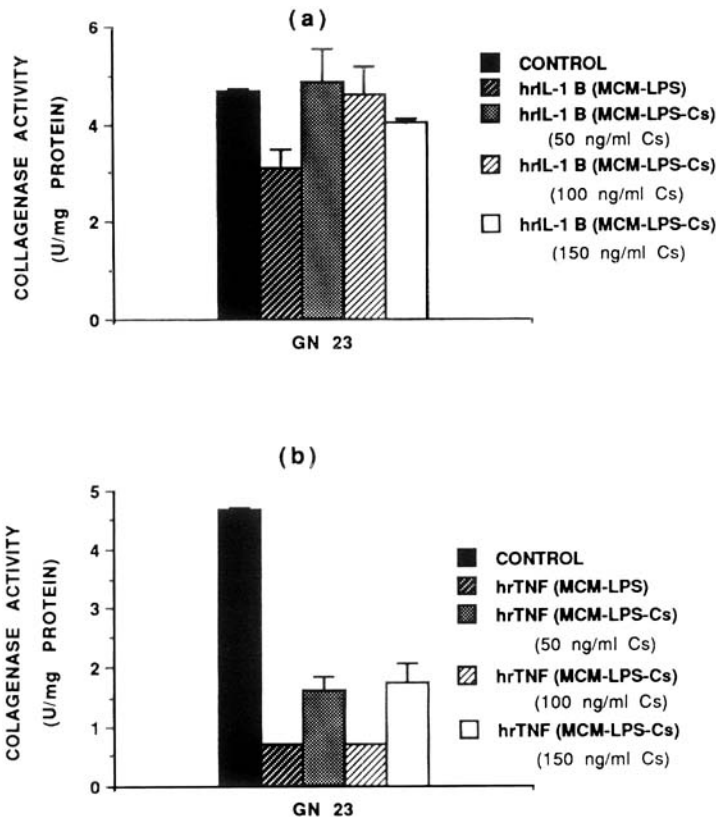 (a)
COLLAGENASE ACTIVITY
(U/mg PROTEIN)
6
4
2
0
GN 23
CONTROL
hrIL-1 B (MCM-LPS)
hrIL-1 B (MCM-LPS-Cs)
(50 ng/ml Cs)
hrIL-1 B (MCM-LPS-Cs)
(100 ng/ml Cs)
hrIL-1 B (MCM-LPS-Cs)
(150 ng/ml Cs)
(b)
COLAGENASE ACTIVITY
(U/mg PROTEIN)
5
4
3
2
1
0
GN 23
CONTROL
hrTNF (MCM-LPS)
hrTNF (MCM-LPS-Cs)
(50 ng/ml Cs)
hrTNF (MCM-LPS-Cs)
(100 ng/ml Cs)
hrTNF (MCM-LPS-Cs)
(150 ng/ml Cs)